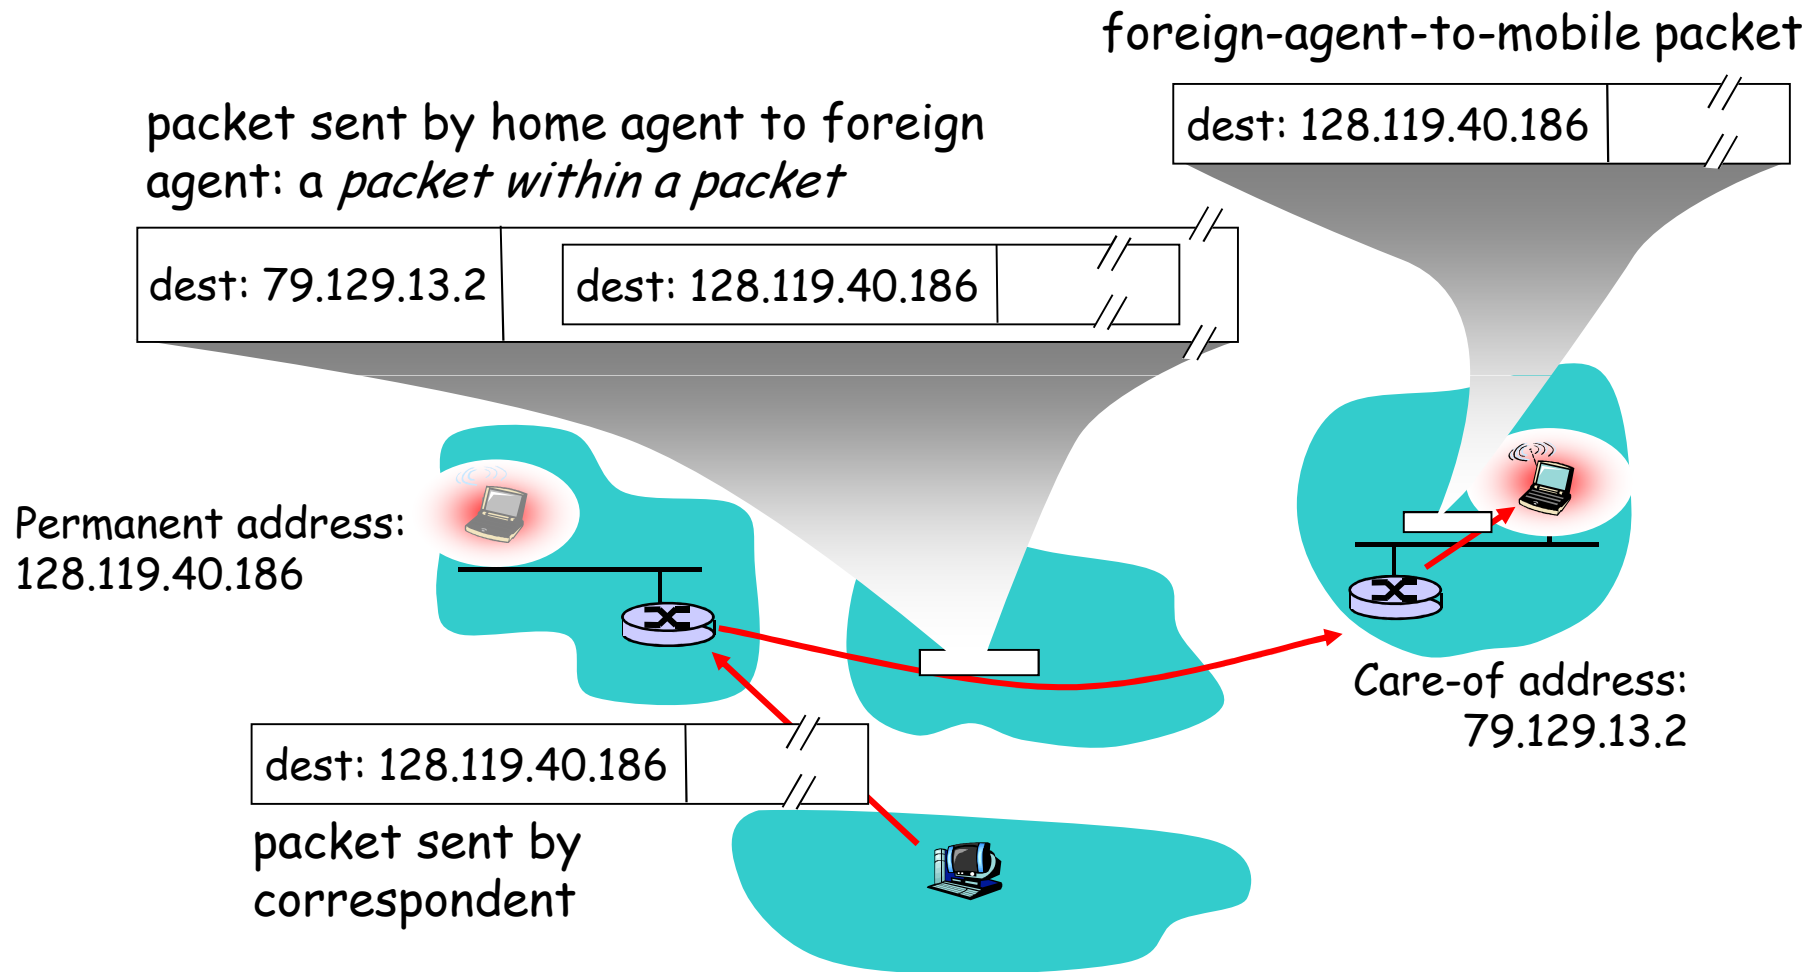 foreign-agent-to-mobile packet
dest: 128.119.40.186
packet sent by home agent to foreign
agent: a packet within a packet
dest: 79.129.13.2
dest: 128.119.40.186
Permanent address:
128.119.40.186
Care-of address:
79.129.13.2
dest: 128.119.40.186
packet sent by
correspondent